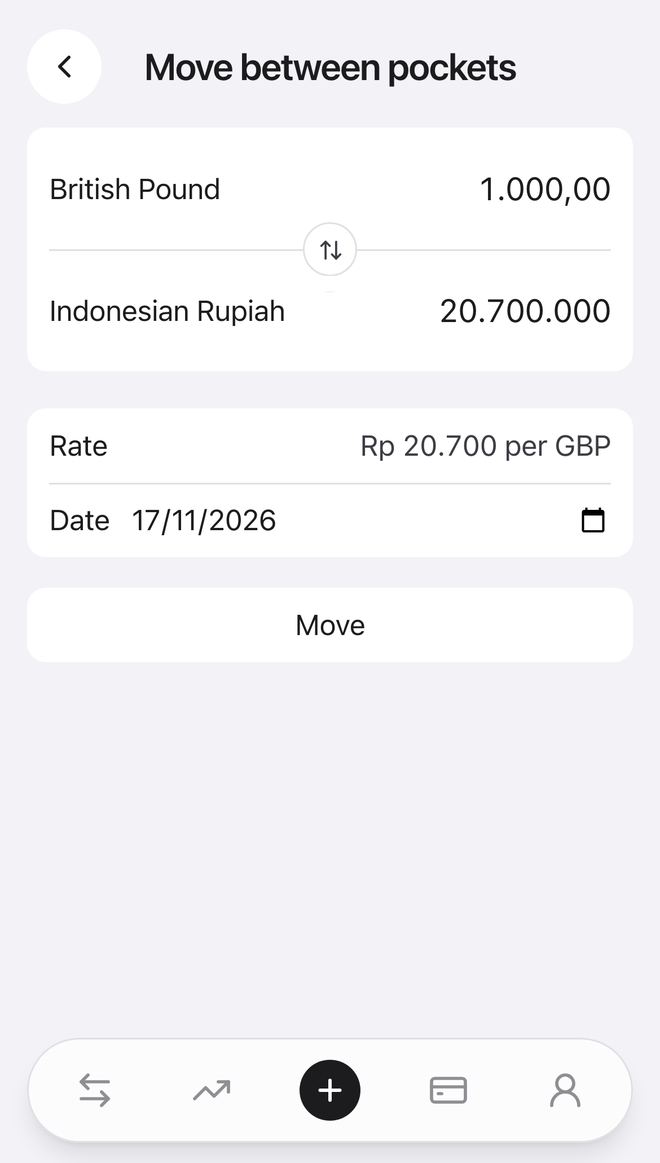 Move between pockets
British Pound 1.000,00
Indonesian Rupiah 20.700.000
Rate Rp 20.700 per GBP
Date 17/11/2026
Move